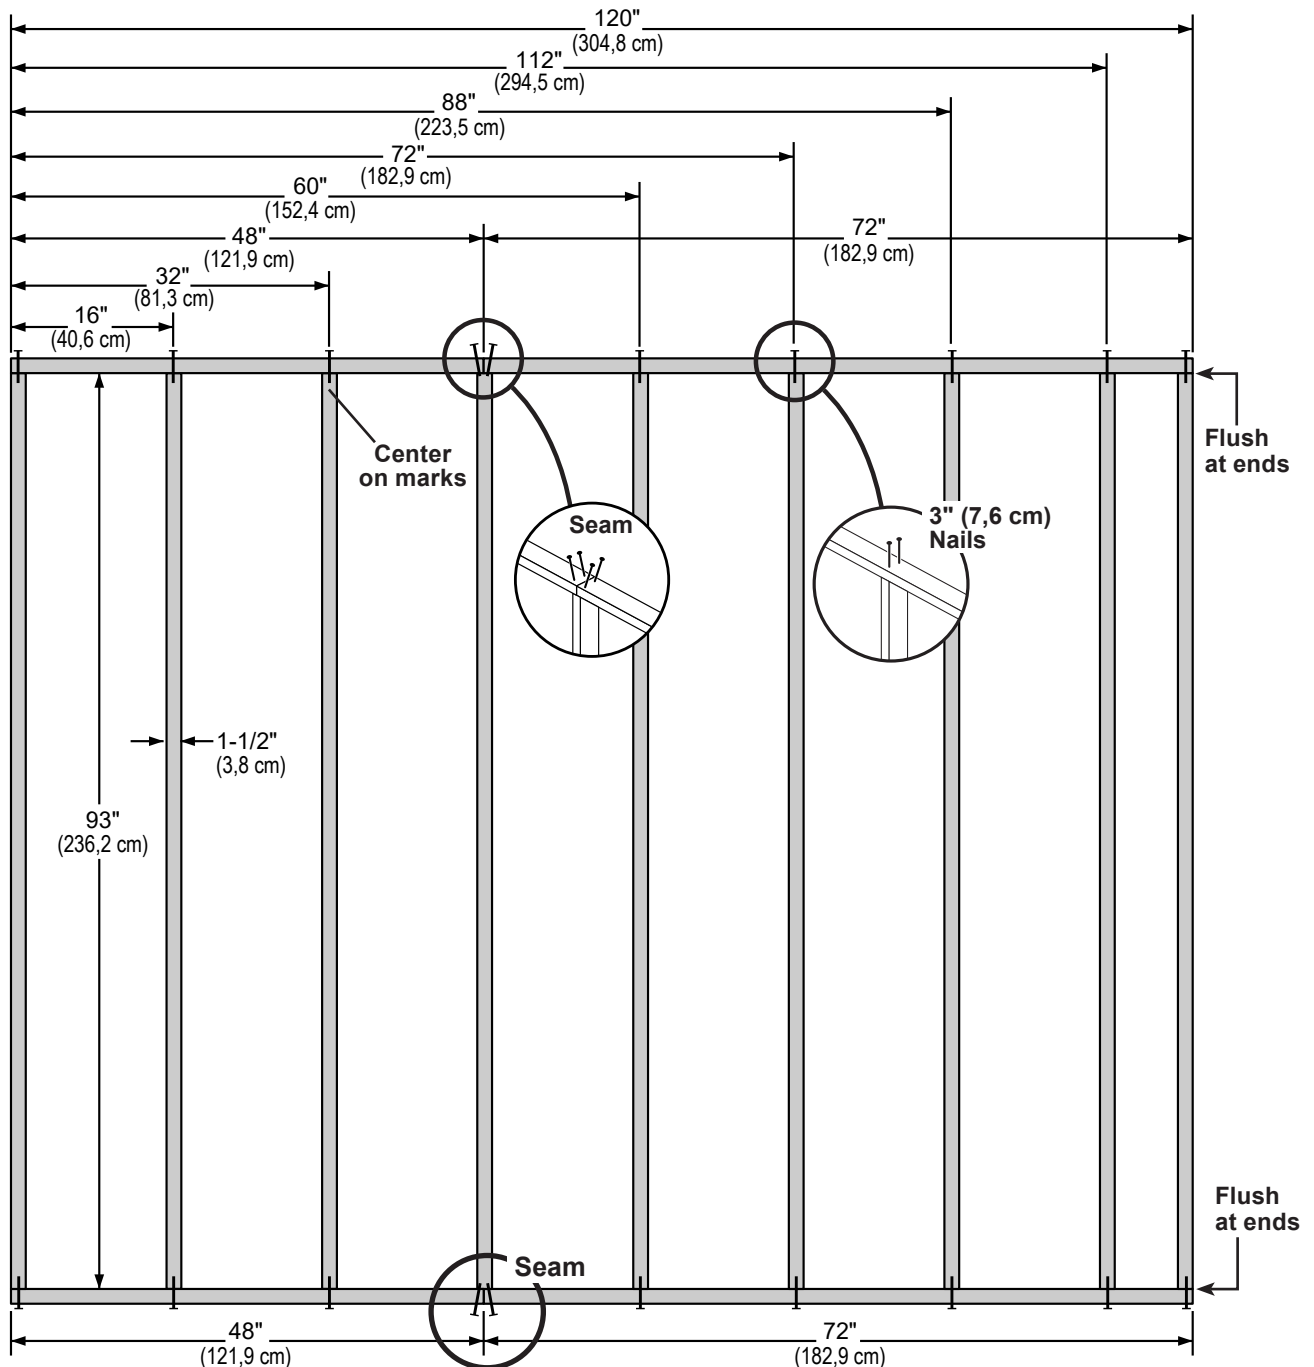 120"
(304,8 cm)
112"
(294,5 cm)
88"
(223,5 cm)
72"
(182,9 cm)
60"
(152,4 cm)
48"
(121,9 cm)
72"
(182,9 cm)
32"
(81,3 cm)
16"
(40,6 cm)
Flush
at ends
Center
on marks
Seam
3" (7,6 cm)
Nails
1-1/2"
(3,8 cm)
93"
(236,2 cm)
Flush
at ends
Seam
48"
(121,9 cm)
72"
(182,9 cm)